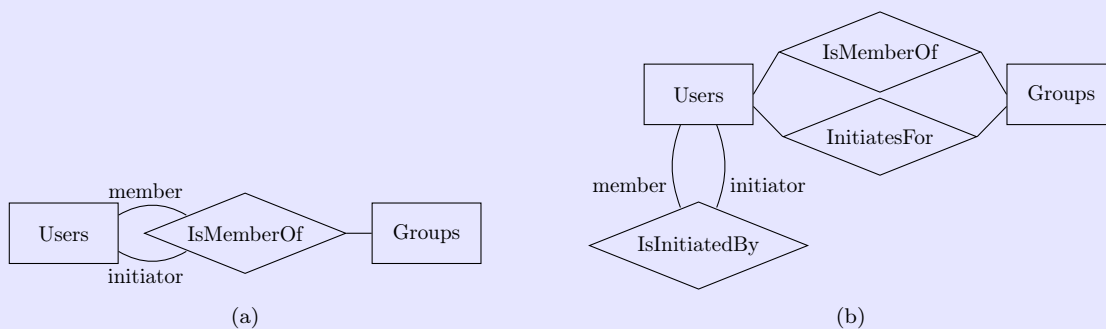 member
Users
IsMemberOf
Groups
initiator
(a)
IsMemberOf
Users
Groups
InitiatesFor
member
initiator
IsInitiatedBy
(b)